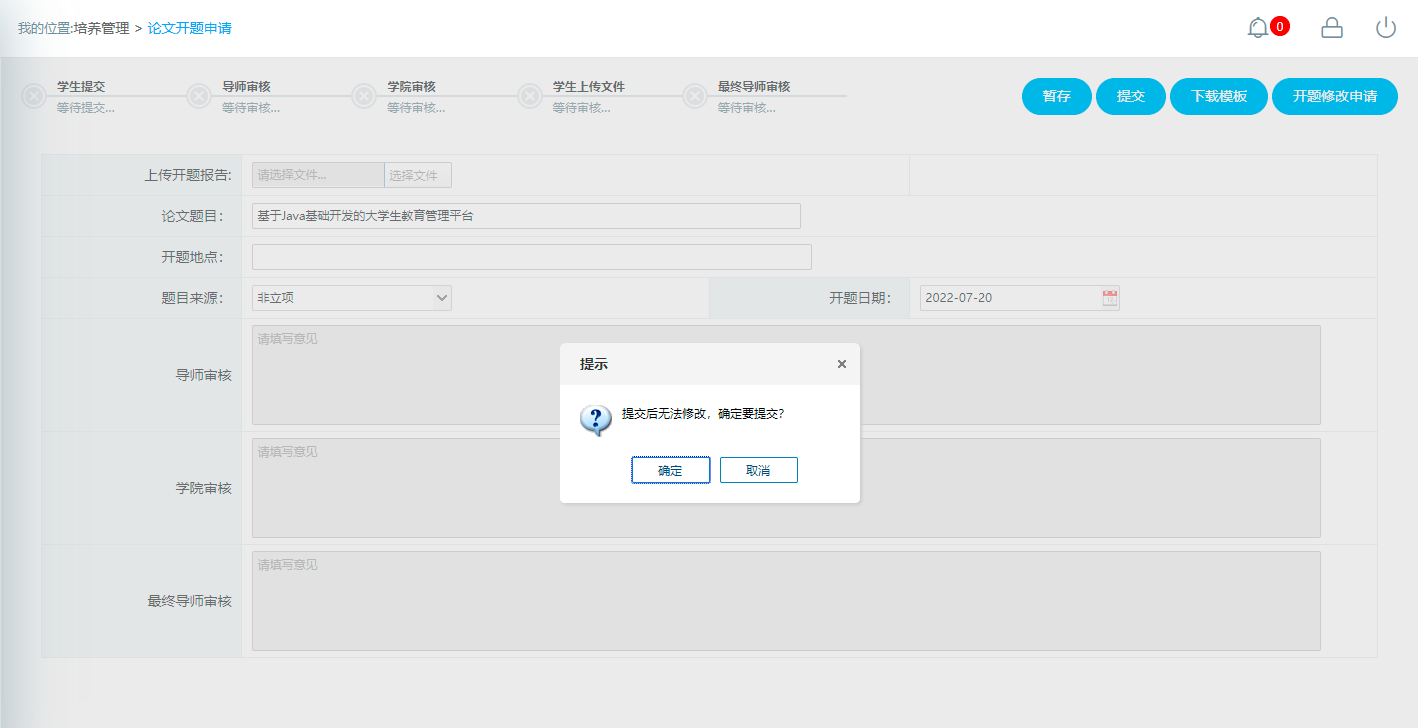 我的位置:培养管理 > 论文开题申请
0
学生提交
等待提交...
导师审核
等待审核...
学院审核
等待审核...
学生上传文件
等待审核...
最终导师审核
等待审核...
暂存
提交
下载模板
开题修改申请
上传开题报告:
请选择文件...
选择文件
论文题目:
基于Java基础开发的大学生教育管理平台
开题地点:
题目来源:
非立项
开题日期:
2022-07-20
导师审核
请填写意见
提示
×
?
提交后无法修改，确定要提交?
确定
取消
学院审核
请填写意见
最终导师审核
请填写意见